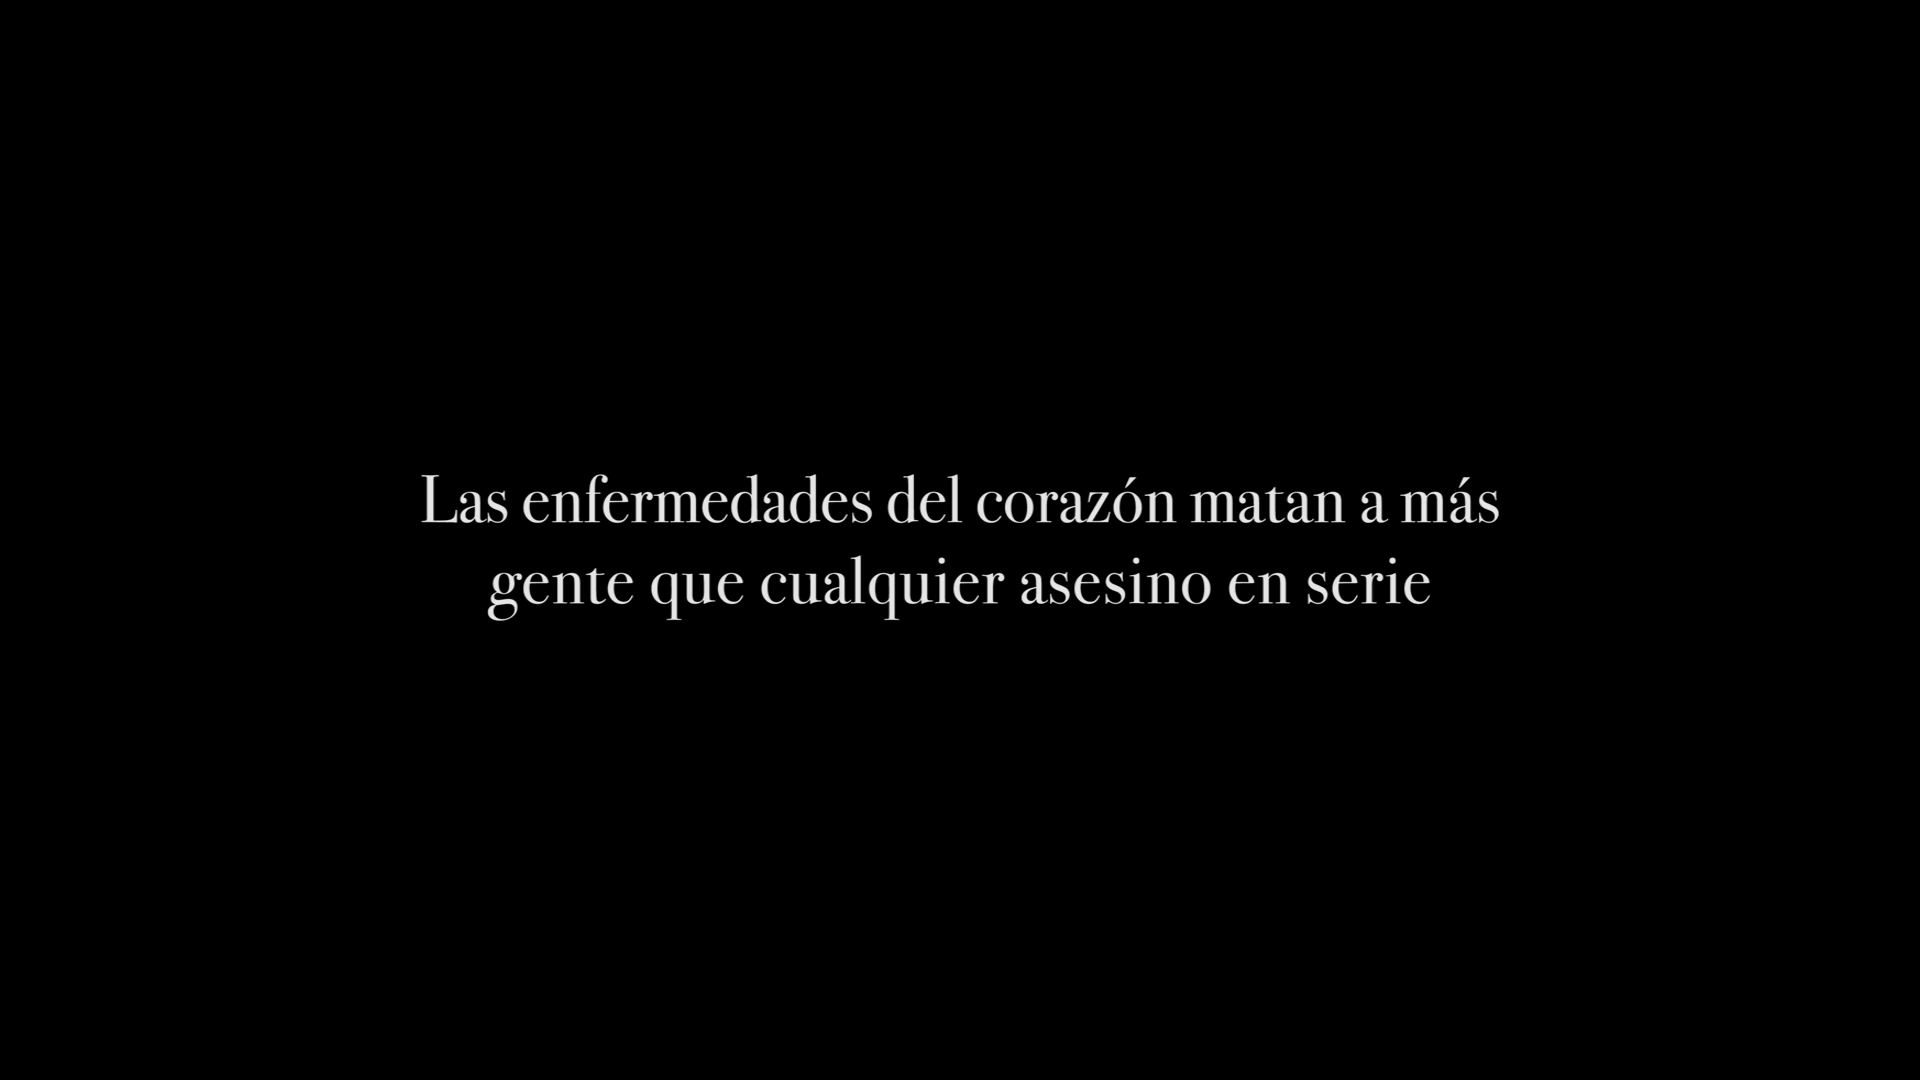 Las enfermedades del corazón matan a más
gente que cualquier asesino en serie